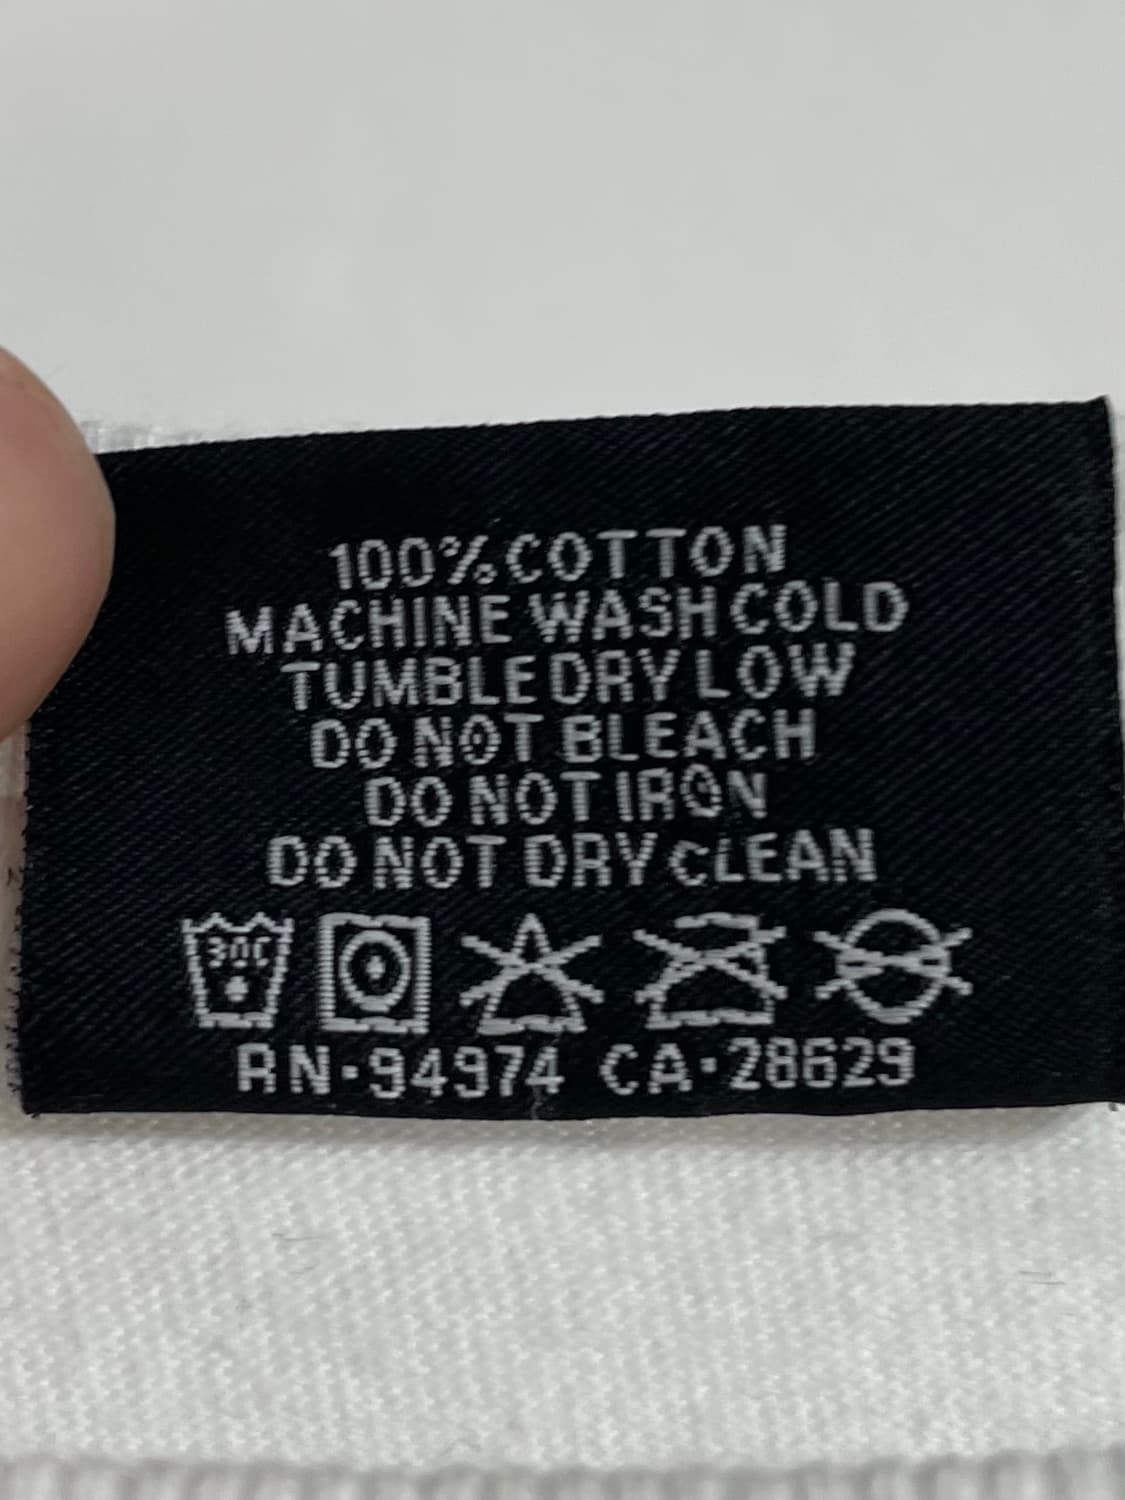 100% COTTON
MACHINE WASH COLD
TUMBLE DRY LOW
DO NOT BLEACH
DO NOT IRON
DO NOT DRY CLEAN
30C
RN·94974 CA·28629